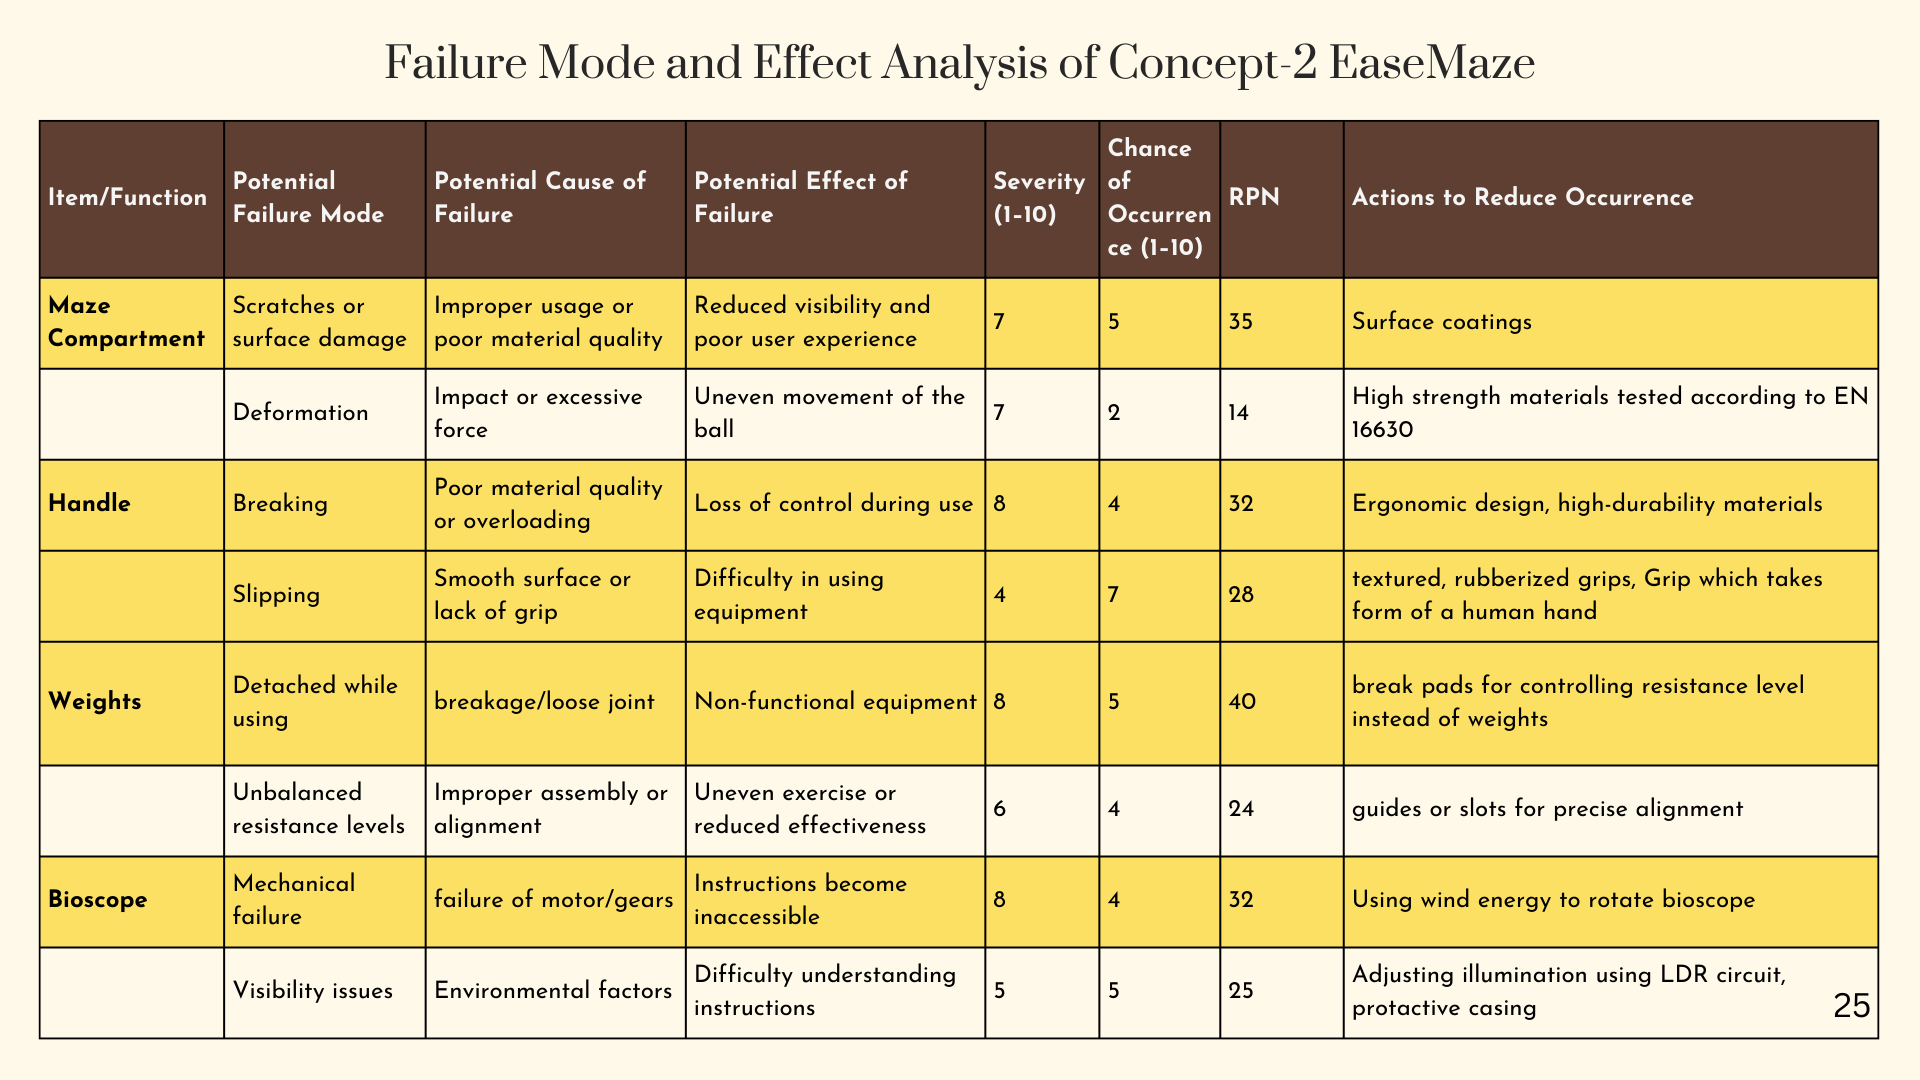 Failure Mode and Effect Analysis of Concept-2 EaseMaze
Item/Function
Potential
Failure Mode
Potential Cause of
Failure
Potential Effect of
Failure
Severity
(1-10)
Chance
of
Occurren
ce (1-10)
RPN
Actions to Reduce Occurrence
Maze
Compartment
Scratches or
surface damage
Improper usage or
poor material quality
Reduced visibility and
poor user experience
7
5
35
Surface coatings
Deformation
Impact or excessive
force
Uneven movement of the
ball
7
2
14
High strength materials tested according to EN
16630
Handle
Breaking
Poor material quality
or overloading
Loss of control during use
8
4
32
Ergonomic design, high-durability materials
Slipping
Smooth surface or
lack of grip
Difficulty in using
equipment
4
7
28
textured, rubberized grips, Grip which takes
form of a human hand
Weights
Detached while
using
breakage/loose joint
Non-functional equipment
8
5
40
break pads for controlling resistance level
instead of weights
Unbalanced
resistance levels
Improper assembly or
alignment
Uneven exercise or
reduced effectiveness
6
4
24
guides or slots for precise alignment
Bioscope
Mechanical
failure
failure of motor/gears
Instructions become
inaccessible
8
4
32
Using wind energy to rotate bioscope
Visibility issues
Environmental factors
Difficulty understanding
instructions
5
5
25
Adjusting illumination using LDR circuit,
protactive casing
25